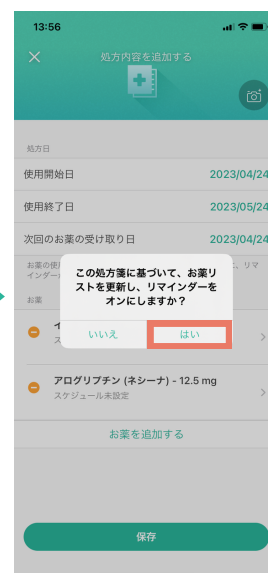 13:56
処方内容を追加する
処方日
使用開始日 2023/04/24
使用終了日 2023/05/24
次回のお薬の受け取り日 2023/04/24
お薬の使
、リマ
インダー
この処方箋に基づいて、お薬リ
ストを更新し、リマインダーを
オンにしますか？
お薬
いいえ はい
アログリプチン (ネシーナ) - 12.5 mg
スケジュール未設定
お薬を追加する
保存